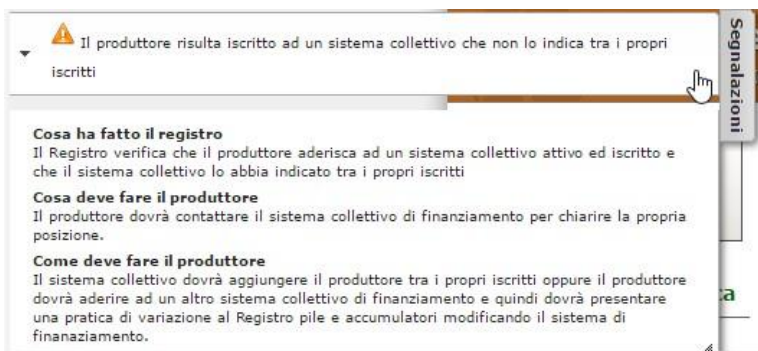 Il produttore risulta iscritto ad un sistema collettivo che non lo indica tra i propri
iscritti
Segnalazioni
Cosa ha fatto il registro
Il Registro verifica che il produttore aderisca ad un sistema collettivo attivo ed iscritto e
che il sistema collettivo lo abbia indicato tra i propri iscritti
Cosa deve fare il produttore
Il produttore dovrà contattare il sistema collettivo di finanziamento per chiarire la propria
posizione.
Come deve fare il produttore
Il sistema collettivo dovrà aggiungere il produttore tra i propri iscritti oppure il produttore
dovrà aderire ad un altro sistema collettivo di finanziamento e quindi dovrà presentare
una pratica di variazione al Registro pile e accumulatori modificando il sistema di
finanaziamento.